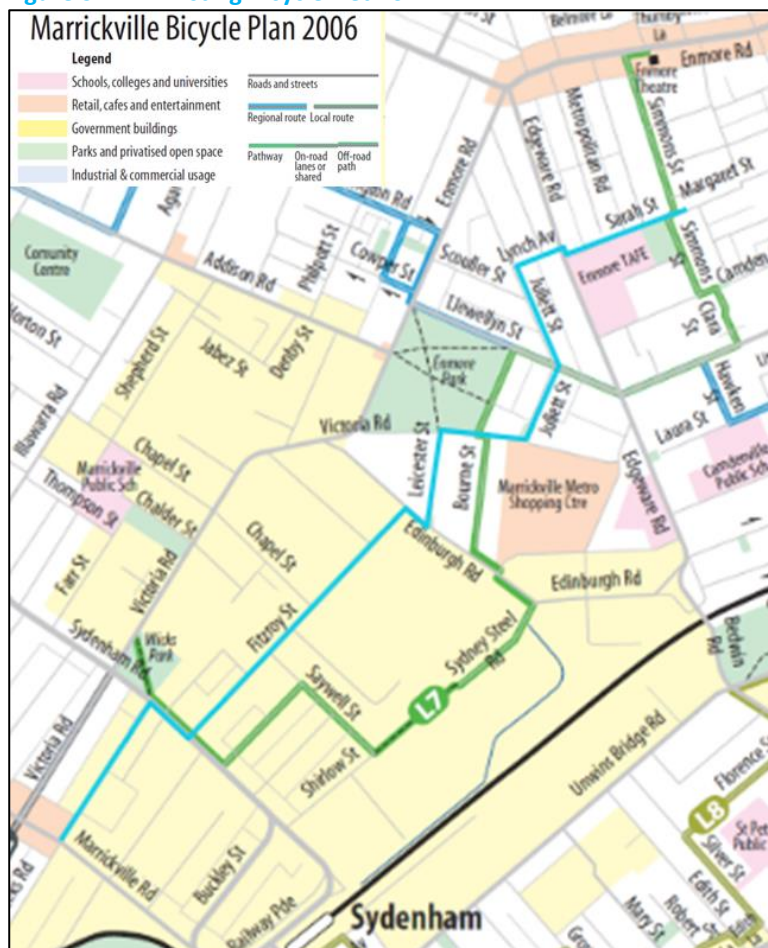 Marrickville Bicycle Plan 2006
Legend
Schools, colleges and universities
Retail, cafes and entertainment
Government buildings
Parks and privatised open space
Industrial & commercial usage
Roads and streets
Regional route
Local route
Pathway
On-road
lanes or
shared
Off-road
path
Belmore La
La
Enmore Rd
Enmore
Theatre
Simmons St
Metropolitan Rd
Edgeware Rd
Enmore Rd
Margaret St
Sarah St
Lynch Av
Enmore TAFE
Simmons
St
Camden
Clara
St
Cowper St
Scouller St
Juliett St
Philpott St
Addison Rd
Llewellyn St
Comunity
Centre
Enmore
Park
Denby St
Jabez St
Shepherd St
Juliett St
Hawken
St
Laura St
Victoria Rd
Leicester St
Bourne St
Illawarra Rd
Chapel St
Marrickville
Public Sch
Thompson St
Chalder St
Marrickville Metro
Shopping Ctre
Edgeware Rd
Camdenville
Public Sch
Chapel St
Edinburgh Rd
Edinburgh Rd
Farr St
Victoria Rd
Fitzroy St
Wicks
Park
Sydenham Rd
Sydney Steel
Rd
Bedwin
Rd
Saywell St
L7
Victoria Rd
Shirlow St
Unwins Bridge Rd
Florence S
L8
St Pet
Public
Silver St
Marrickville Rd
Buckley St
Edith St
Mary St
Robert
Railway Pde
Sydenham